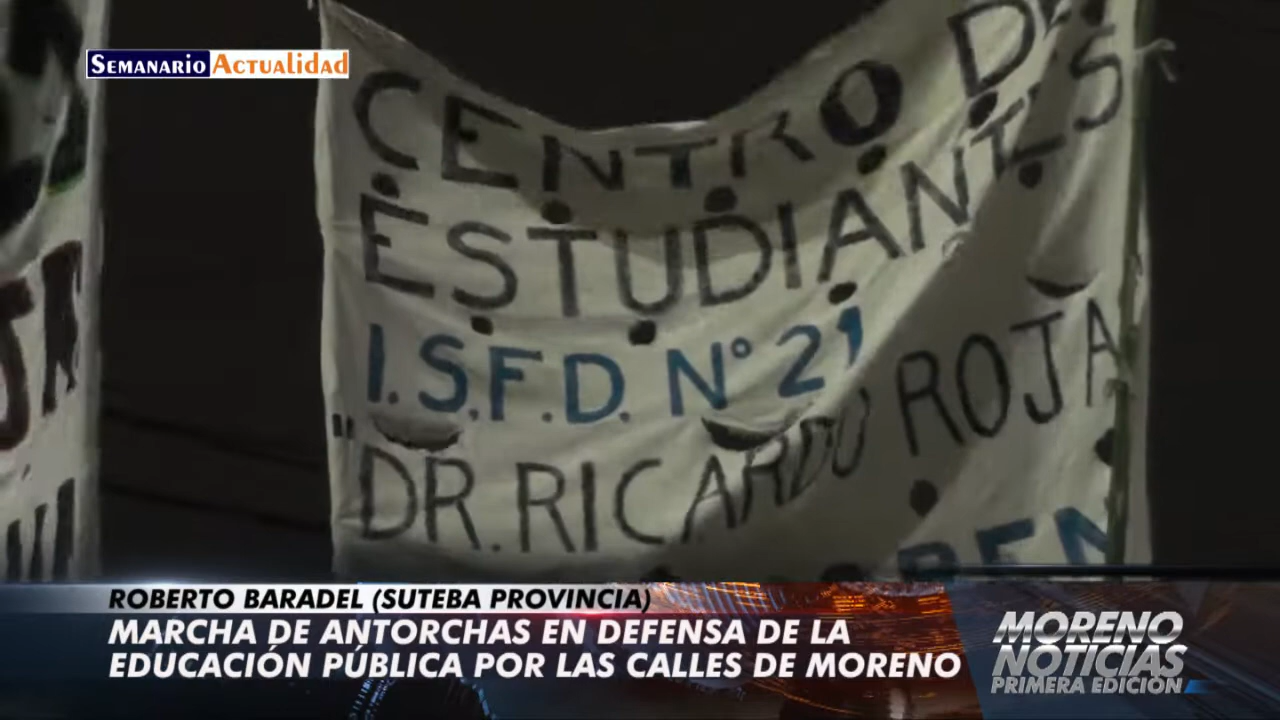 SEMANARIO ACTUALIDAD
CENTRO DE
ESTUDIANTES
I.S.F.D. N° 21
"DR. RICARDO ROJA
ROBERTO BARADEL (SUTEBA PROVINCIA)
MARCHA DE ANTORCHAS EN DEFENSA DE LA
EDUCACIÓN PÚBLICA POR LAS CALLES DE MORENO
MORENO
NOTICIAS
PRIMERA EDICIÓN